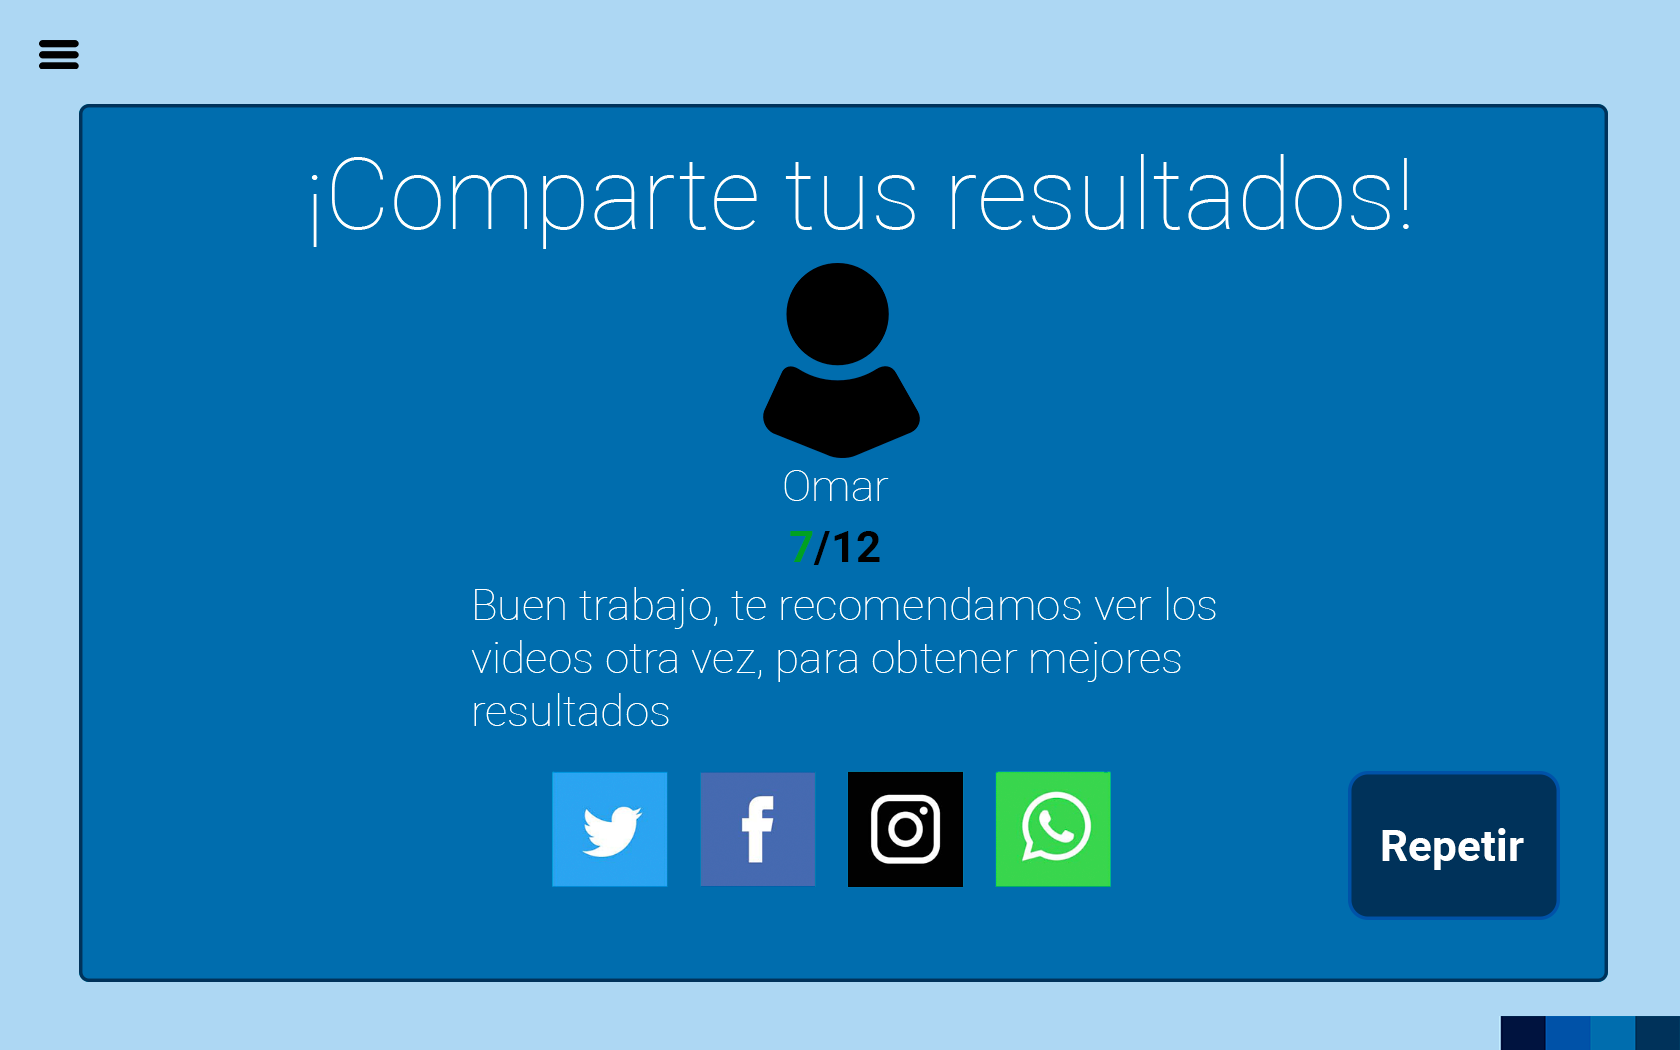 ¡Comparte tus resultados!
Omar
7/12
Buen trabajo, te recomendamos ver los
videos otra vez, para obtener mejores
resultados
Repetir